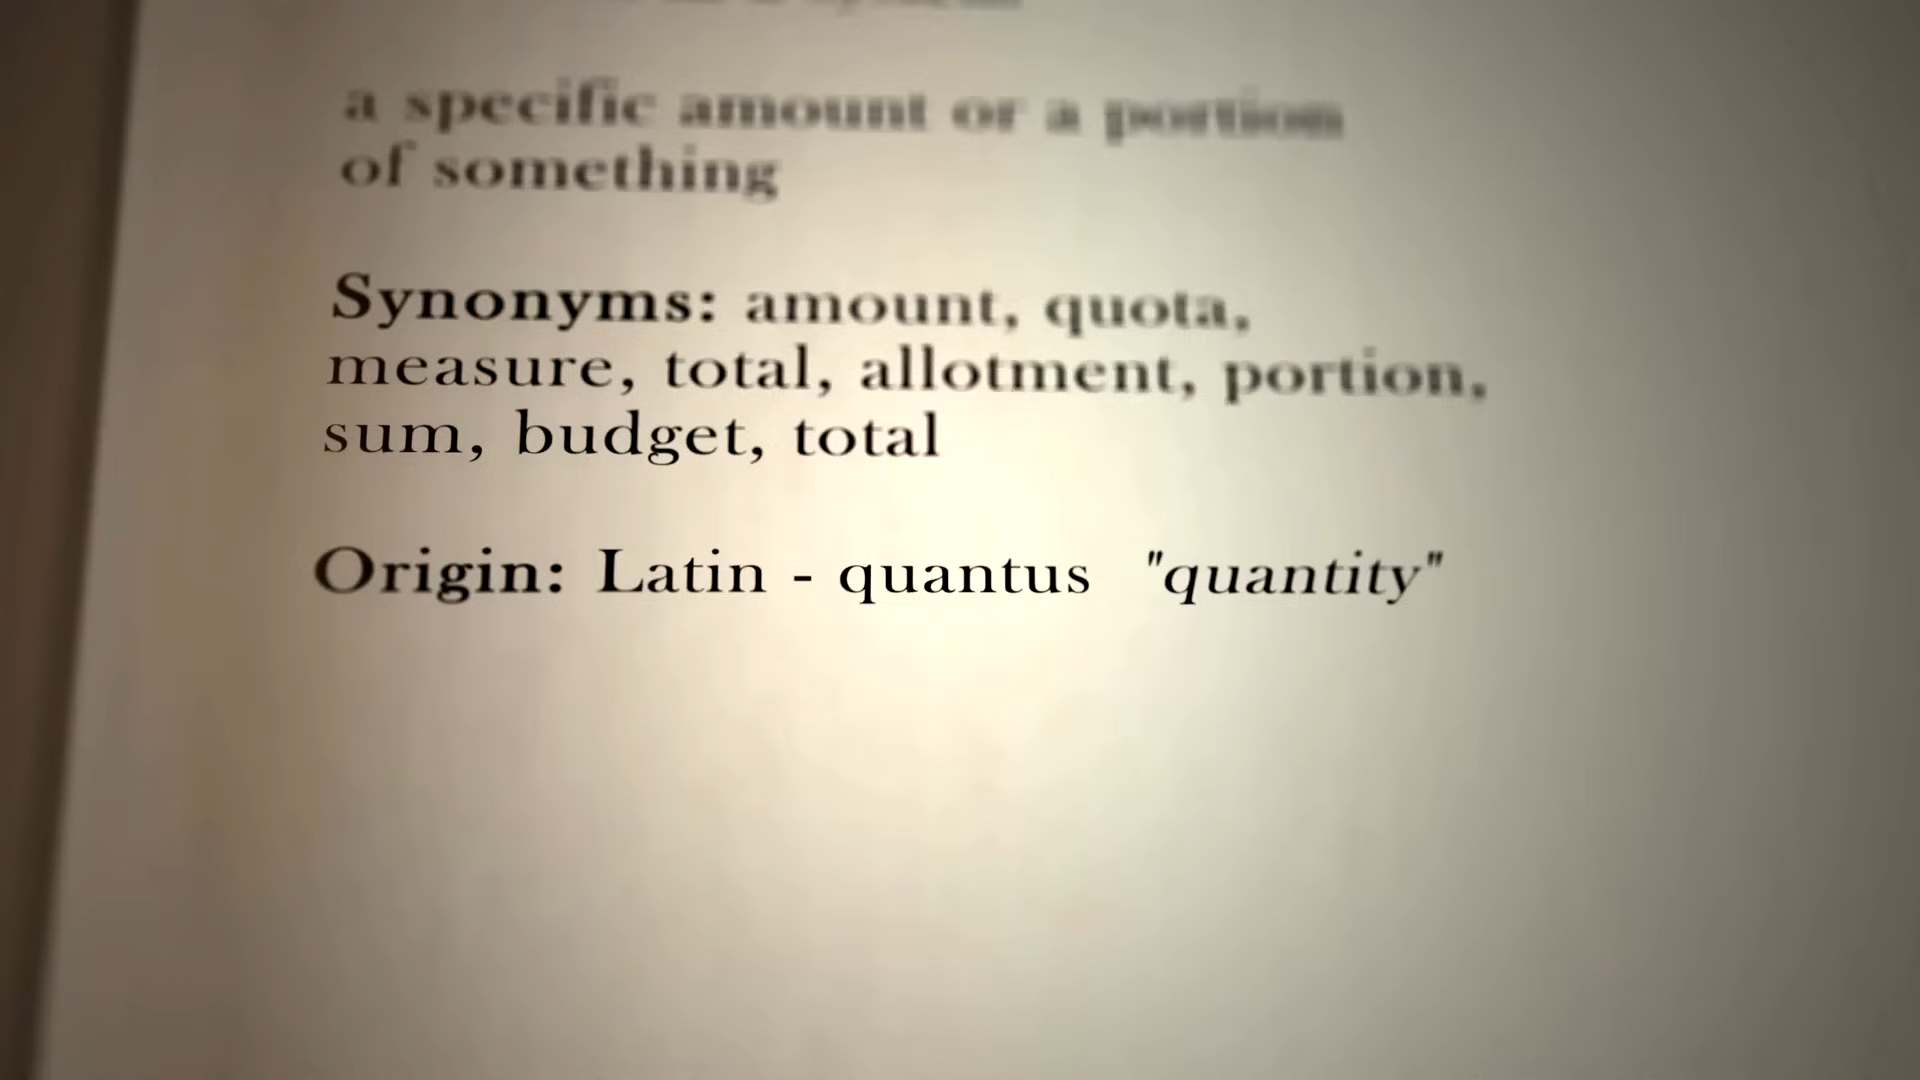 a specific amount or a portion
of something
Synonyms: amount, quota,
measure, total, allotment, portion,
sum, budget, total
Origin: Latin - quantus "quantity"